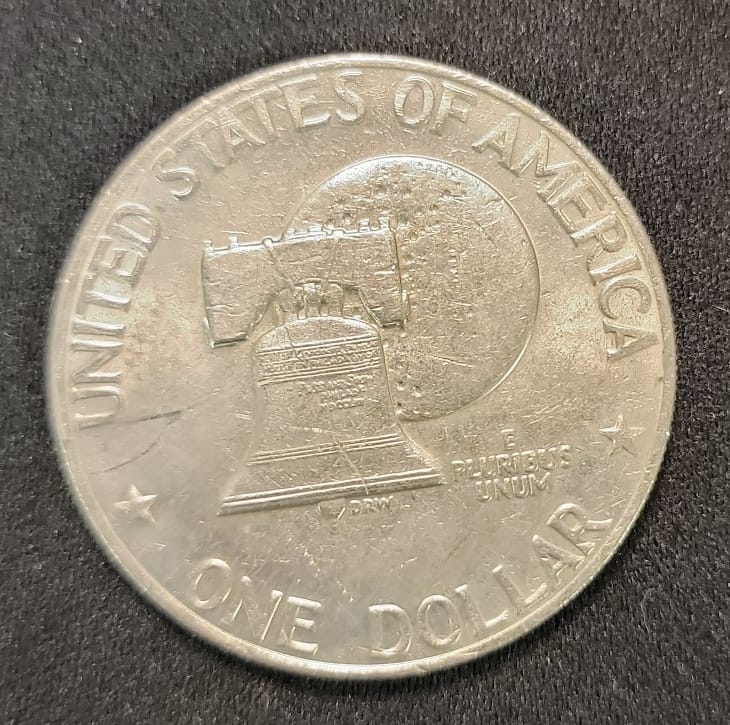 UNITED STATES OF AMERICA
E
PLURIBUS
UNUM
DRW
ONE DOLLAR